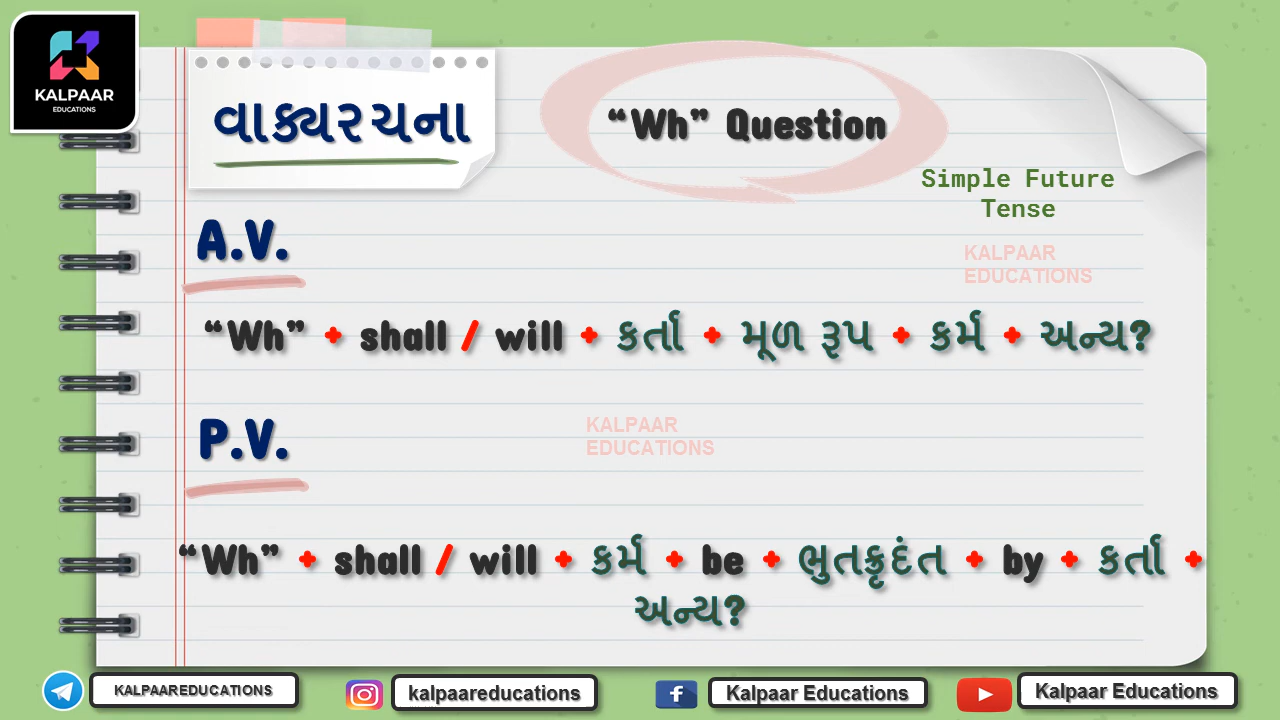 KALPAAR
EDUCATIONS
વાક્યરચના
“Wh” Question
Simple Future
Tense
A.V.
KALPAAR
EDUCATIONS
“Wh” + shall / will + કર્તા + મૂળ રૂપ + કર્મ + અન્ય?
P.V.
KALPAAR
EDUCATIONS
“Wh” + shall / will + કર્મ + be + ભુતકૃદંત + by + કર્તા +
અન્ય?
KALPAAREDUCATIONS
kalpaareducations
Kalpaar Educations
Kalpaar Educations